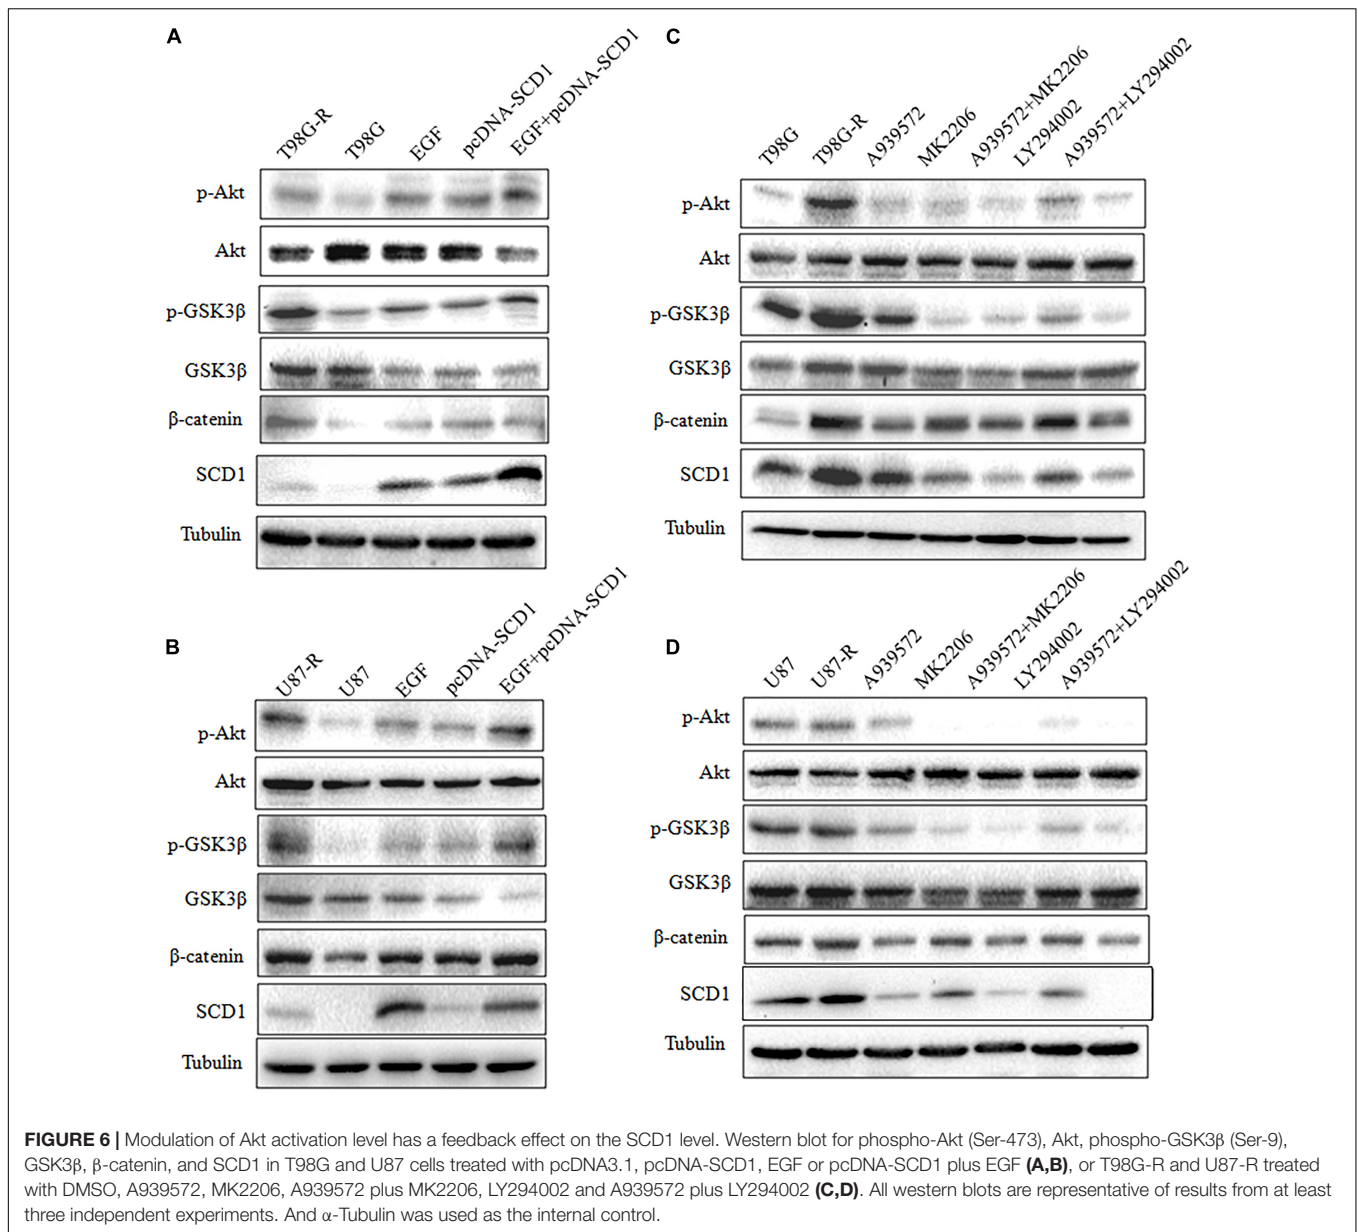 A
T98G-R
T98G
EGF
pcDNA-SCD1
EGF+pcDNA-SCD1
p-Akt
Akt
p-GSK3β
GSK3β
β-catenin
SCD1
Tubulin
C
T98G
T98G-R
A939572
MK2206
A939572+MK2206
LY294002
A939572+LY294002
p-Akt
Akt
p-GSK3β
GSK3β
β-catenin
SCD1
Tubulin
B
U87-R
U87
EGF
pcDNA-SCD1
EGF+pcDNA-SCD1
p-Akt
Akt
p-GSK3β
GSK3β
β-catenin
SCD1
Tubulin
D
U87
U87-R
A939572
MK2206
A939572+MK2206
LY294002
A939572+LY294002
p-Akt
Akt
p-GSK3β
GSK3β
β-catenin
SCD1
Tubulin
FIGURE 6 | Modulation of Akt activation level has a feedback effect on the SCD1 level. Western blot for phospho-Akt (Ser-473), Akt, phospho-GSK3β (Ser-9),
GSK3β, β-catenin, and SCD1 in T98G and U87 cells treated with pcDNA3.1, pcDNA-SCD1, EGF or pcDNA-SCD1 plus EGF (A,B), or T98G-R and U87-R treated
with DMSO, A939572, MK2206, A939572 plus MK2206, LY294002 and A939572 plus LY294002 (C,D). All western blots are representative of results from at least
three independent experiments. And α-Tubulin was used as the internal control.